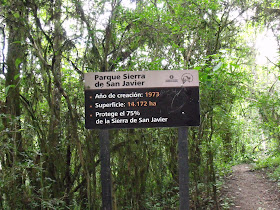 Parque Sierra
de San Javier
Año de creación: 1973
Superficie: 14.172 ha
Protege el 75%
de la Sierra de San Javier